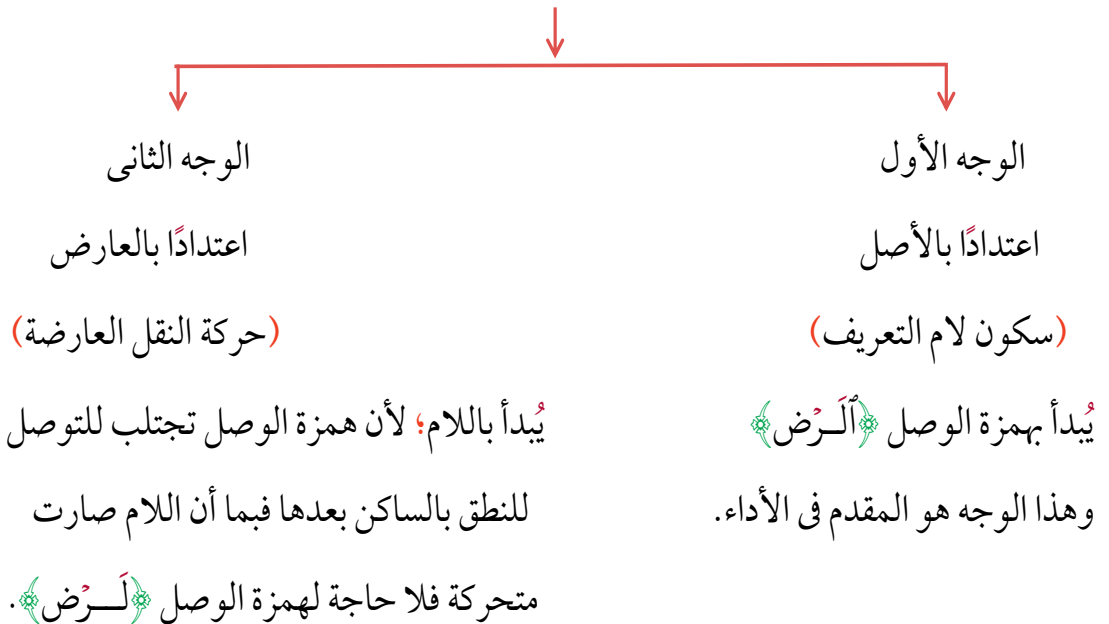 الوجه الأول
اعتدادًا بالأصل
(سكون لام التعريف)
يُبدأ بهمزة الوصل ﴿ٱلَـرْض﴾
وهذا الوجه هو المقدم فى الأداء.
الوجه الثانى
اعتدادًا بالعارض
(حركة النقل العارضة)
يُبدأ باللام؛ لأن همزة الوصل تجتلب للتوصل
للنطق بالساكن بعدها فبما أن اللام صارت
متحركة فلا حاجة لهمزة الوصل ﴿لَـــرْض﴾.